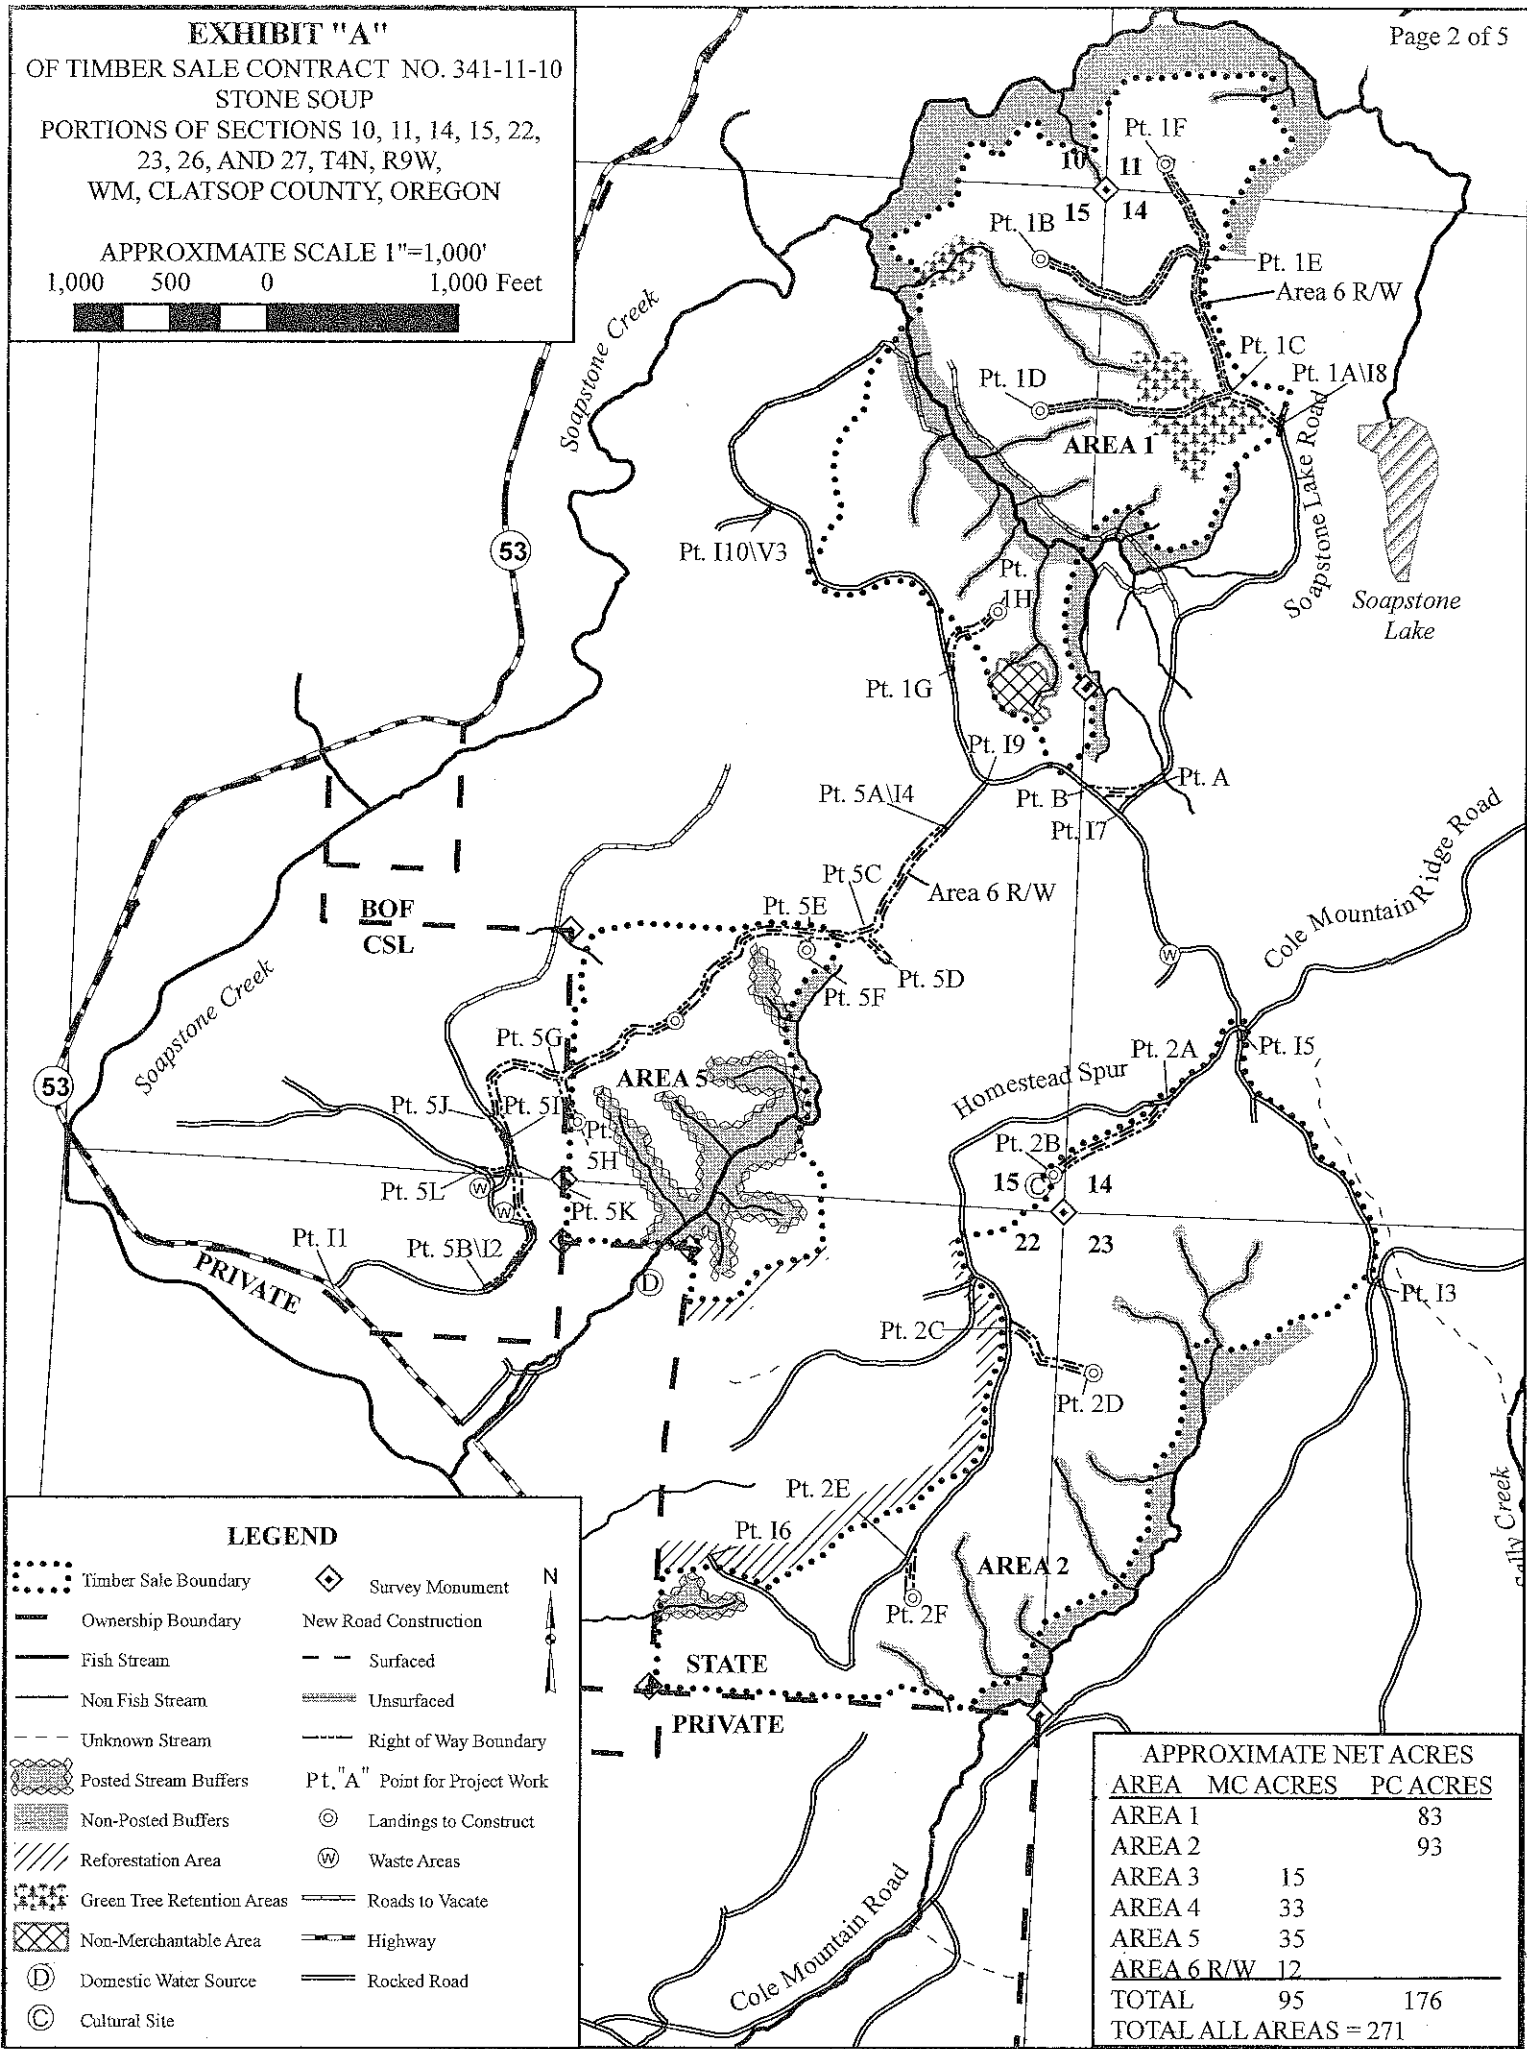 EXHIBIT "A"
OF TIMBER SALE CONTRACT NO. 341-11-10
STONE SOUP
PORTIONS OF SECTIONS 10, 11, 14, 15, 22,
23, 26, AND 27, T4N, R9W,
WM, CLATSOP COUNTY, OREGON
APPROXIMATE SCALE 1"=1,000'
1,000 500 0 1,000 Feet
Page 2 of 5
Pt. 1F
10 11
15 14
Pt. 1B
Pt. 1E
Area 6 R/W
Soapstone Creek
Pt. 1C
Pt. 1D
Pt. 1A\I8
AREA 1
Soapstone Lake Road
53
Pt. I10\V3
Pt.
1H
Soapstone
Lake
Pt. 1G
Pt. I9
Pt. A
Pt. 5A\I4
Pt. B
Pt. I7
Cole Mountain Ridge Road
Pt 5C
Area 6 R/W
BOF
CSL
Pt. 5E
W
Pt. 5D
Pt. 5F
Soapstone Creek
Pt. 5G
Pt. 2A
Pt. I5
53
AREA 5
Homestead Spur
Pt. 5J
Pt. 5I
Pt.
5H
Pt. 2B
15 C 14
Pt. 5L
W
Pt. 5K
W
22 23
Pt. I1
Pt. 5B\I2
PRIVATE
D
Pt. I3
Pt. 2C
Pt. 2D
Sally Creek
Pt. 2E
Pt. I6
AREA 2
Pt. 2F
STATE
PRIVATE
Cole Mountain Road
LEGEND
Timber Sale Boundary
Ownership Boundary
Fish Stream
Non Fish Stream
Unknown Stream
Posted Stream Buffers
Non-Posted Buffers
Reforestation Area
Green Tree Retention Areas
Non-Merchantable Area
D Domestic Water Source
C Cultural Site
Survey Monument
New Road Construction
Surfaced
Unsurfaced
Right of Way Boundary
Pt. "A" Point for Project Work
Landings to Construct
W Waste Areas
Roads to Vacate
Highway
Rocked Road
N
APPROXIMATE NET ACRES
AREA MC ACRES PC ACRES
AREA 1 83
AREA 2 93
AREA 3 15
AREA 4 33
AREA 5 35
AREA 6 R/W 12
TOTAL 95 176
TOTAL ALL AREAS = 271